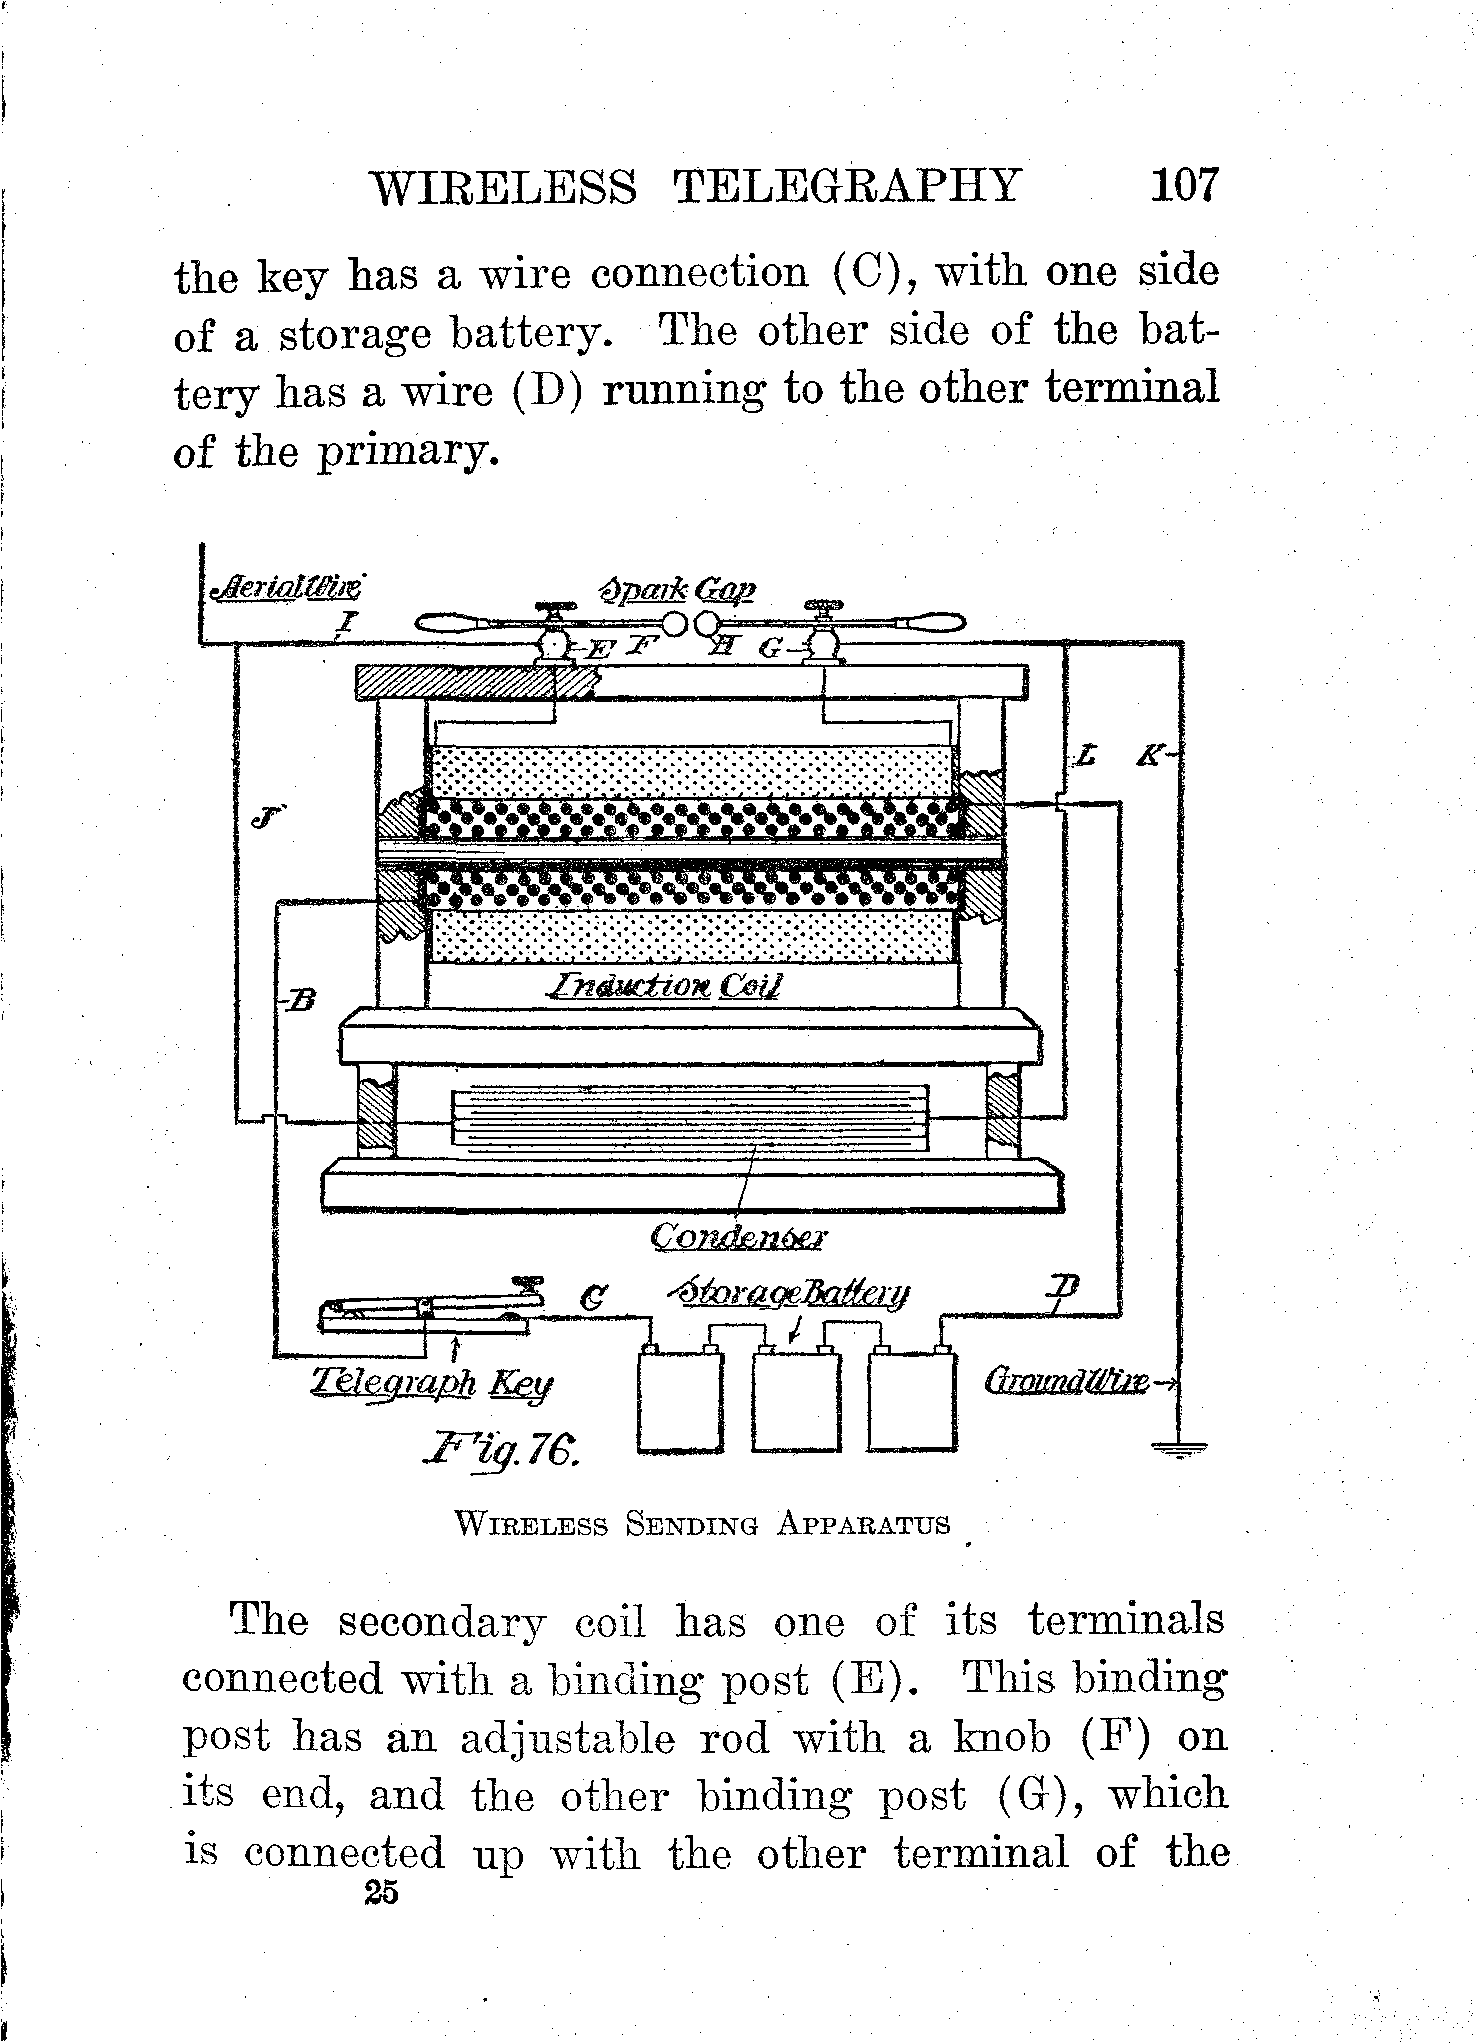 WIRELESS TELEGRAPHY 107
the key has a wire connection (C), with one side
of a storage battery. The other side of the bat-
tery has a wire (D) running to the other terminal
of the primary.
Aerial Wire
Spark Gap
I
E F H G
L K
J
Induction Coil
B
Condenser
C Storage Battery D
Telegraph Key
Ground Wire
Fig. 76.
WIRELESS SENDING APPARATUS
The secondary coil has one of its terminals
connected with a binding post (E). This binding
post has an adjustable rod with a knob (F) on
its end, and the other binding post (G), which
is connected up with the other terminal of the
25